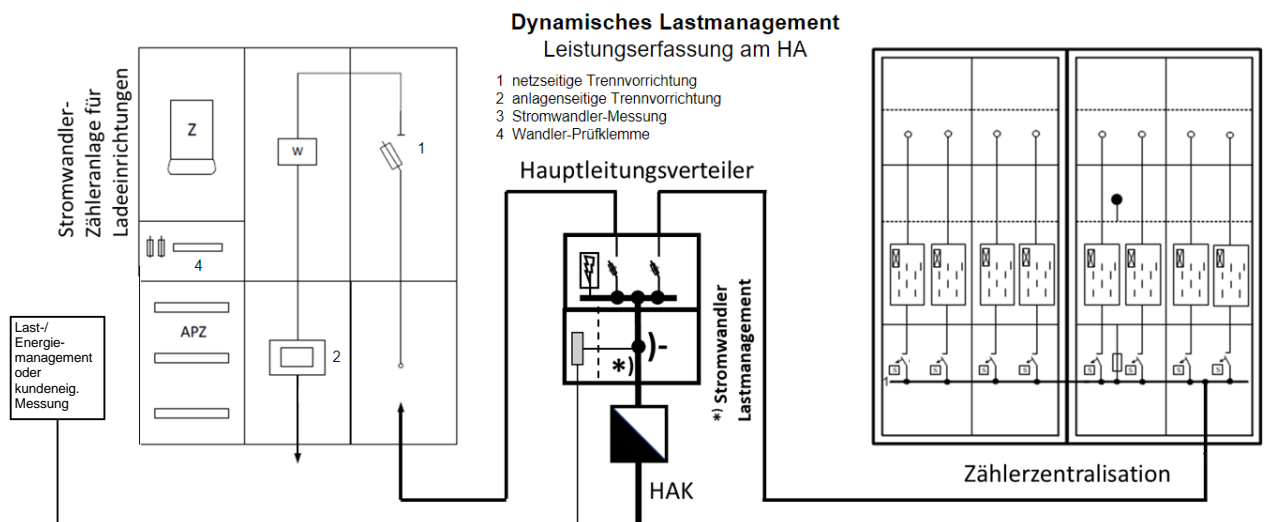 Dynamisches Lastmanagement
Leistungserfassung am HA
1 netzseitige Trennvorrichtung
2 anlagenseitige Trennvorrichtung
3 Stromwandler-Messung
4 Wandler-Prüfklemme
Stromwandler-
Zähleranlage für
Ladeeinrichtungen
Z
W
1
4
APZ
2
Last-/
Energie-
management
oder
kundeneig.
Messung
Hauptleitungsverteiler
*)
*) Stromwandler
Lastmanagement
HAK
S
S
S
S
S
S
S
S
1
Zählerzentralisation